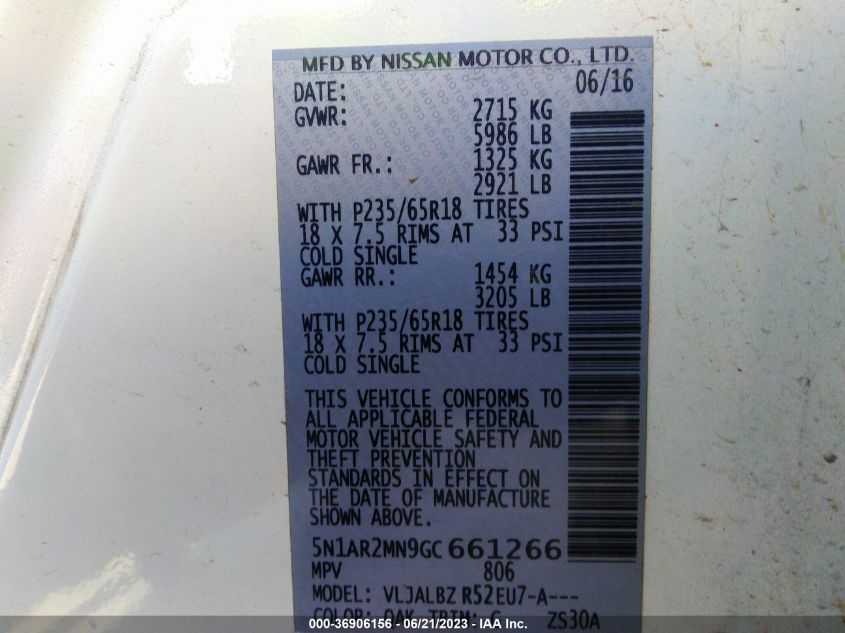 MFD BY NISSAN MOTOR CO., LTD.
DATE: 06/16
GVWR: 2715 KG
5986 LB
GAWR FR.: 1325 KG
2921 LB
WITH P235/65R18 TIRES
18 X 7.5 RIMS AT 33 PSI
COLD SINGLE
GAWR RR.: 1454 KG
3205 LB
WITH P235/65R18 TIRES
18 X 7.5 RIMS AT 33 PSI
COLD SINGLE
THIS VEHICLE CONFORMS TO
ALL APPLICABLE FEDERAL
MOTOR VEHICLE SAFETY AND
THEFT PREVENTION
STANDARDS IN EFFECT ON
THE DATE OF MANUFACTURE
SHOWN ABOVE.
5N1AR2MN9GC661266
MPV 806
MODEL: VLJALBZ R52EU7-A---
COLOR: QAK TRIM: G ZS30A
000-36906156 - 06/21/2023 - IAA Inc.